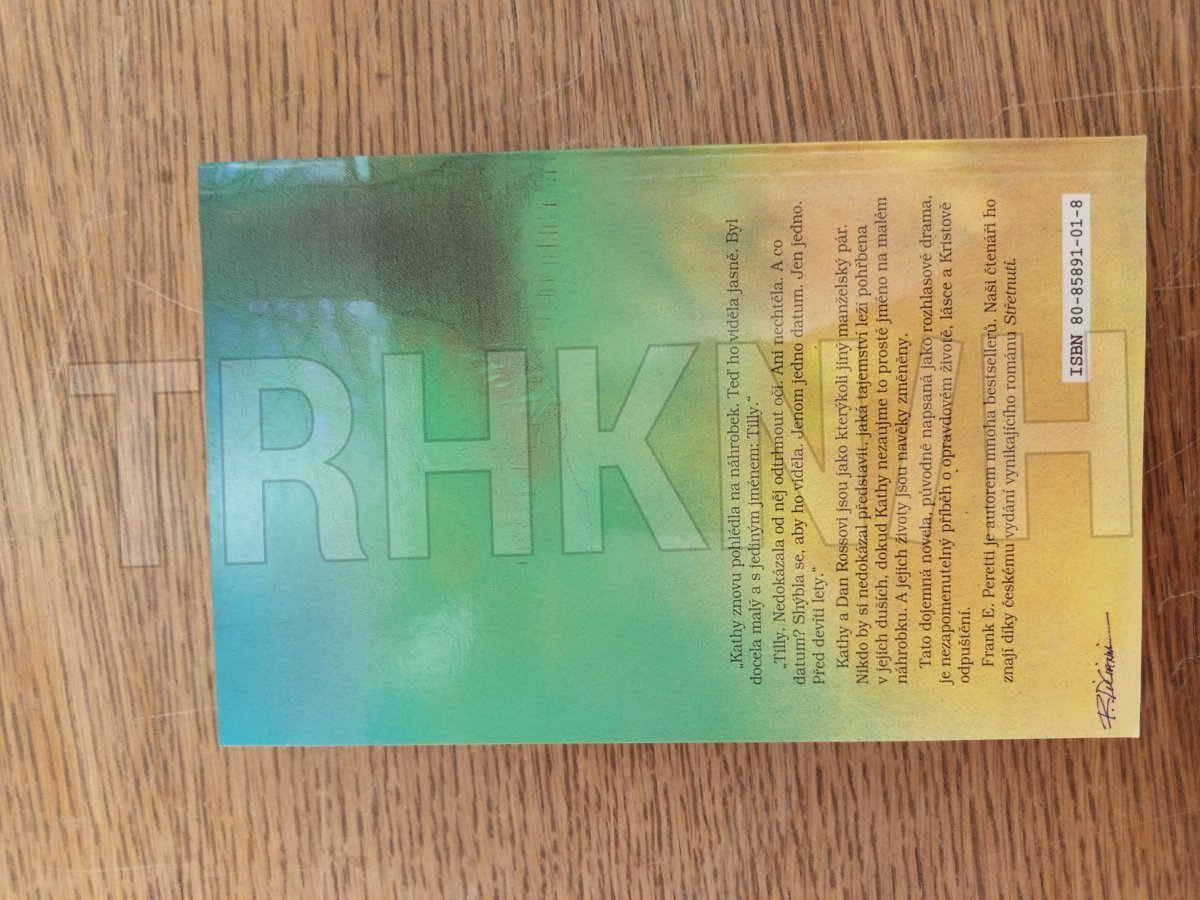 „Kathy znovu pohlédla na náhrobek. Teď ho viděla jasně. Byl
docela malý a s jediným jménem: Tilly.“
„Tilly. Nedokázala od něj odtrhnout oči. Ani nechtěla. A co
datum? Shýbla se, aby ho viděla. Jenom jedno datum. Jen jedno.
Před devíti lety.“
Kathy a Dan Rossovi jsou jako kterýkoli jiný manželský pár.
Nikdo by si nedokázal představit, jaká tajemství leží pohřbena
v jejich duších, dokud Kathy nezaujme to prosté jméno na malém
náhrobku. A jejich životy jsou navěky změněny.
Tato dojemná novela, původně napsaná jako rozhlasové drama,
je nezapomenutelný příběh o opravdovém životě, lásce a Kristově
odpuštění.
Frank E. Peretti je autorem mnoha bestsellerů. Naši čtenáři ho
znají díky českému vydání vynikajícího románu Střetnutí.
ISBN 80-85891-01-8
TRHKNIH